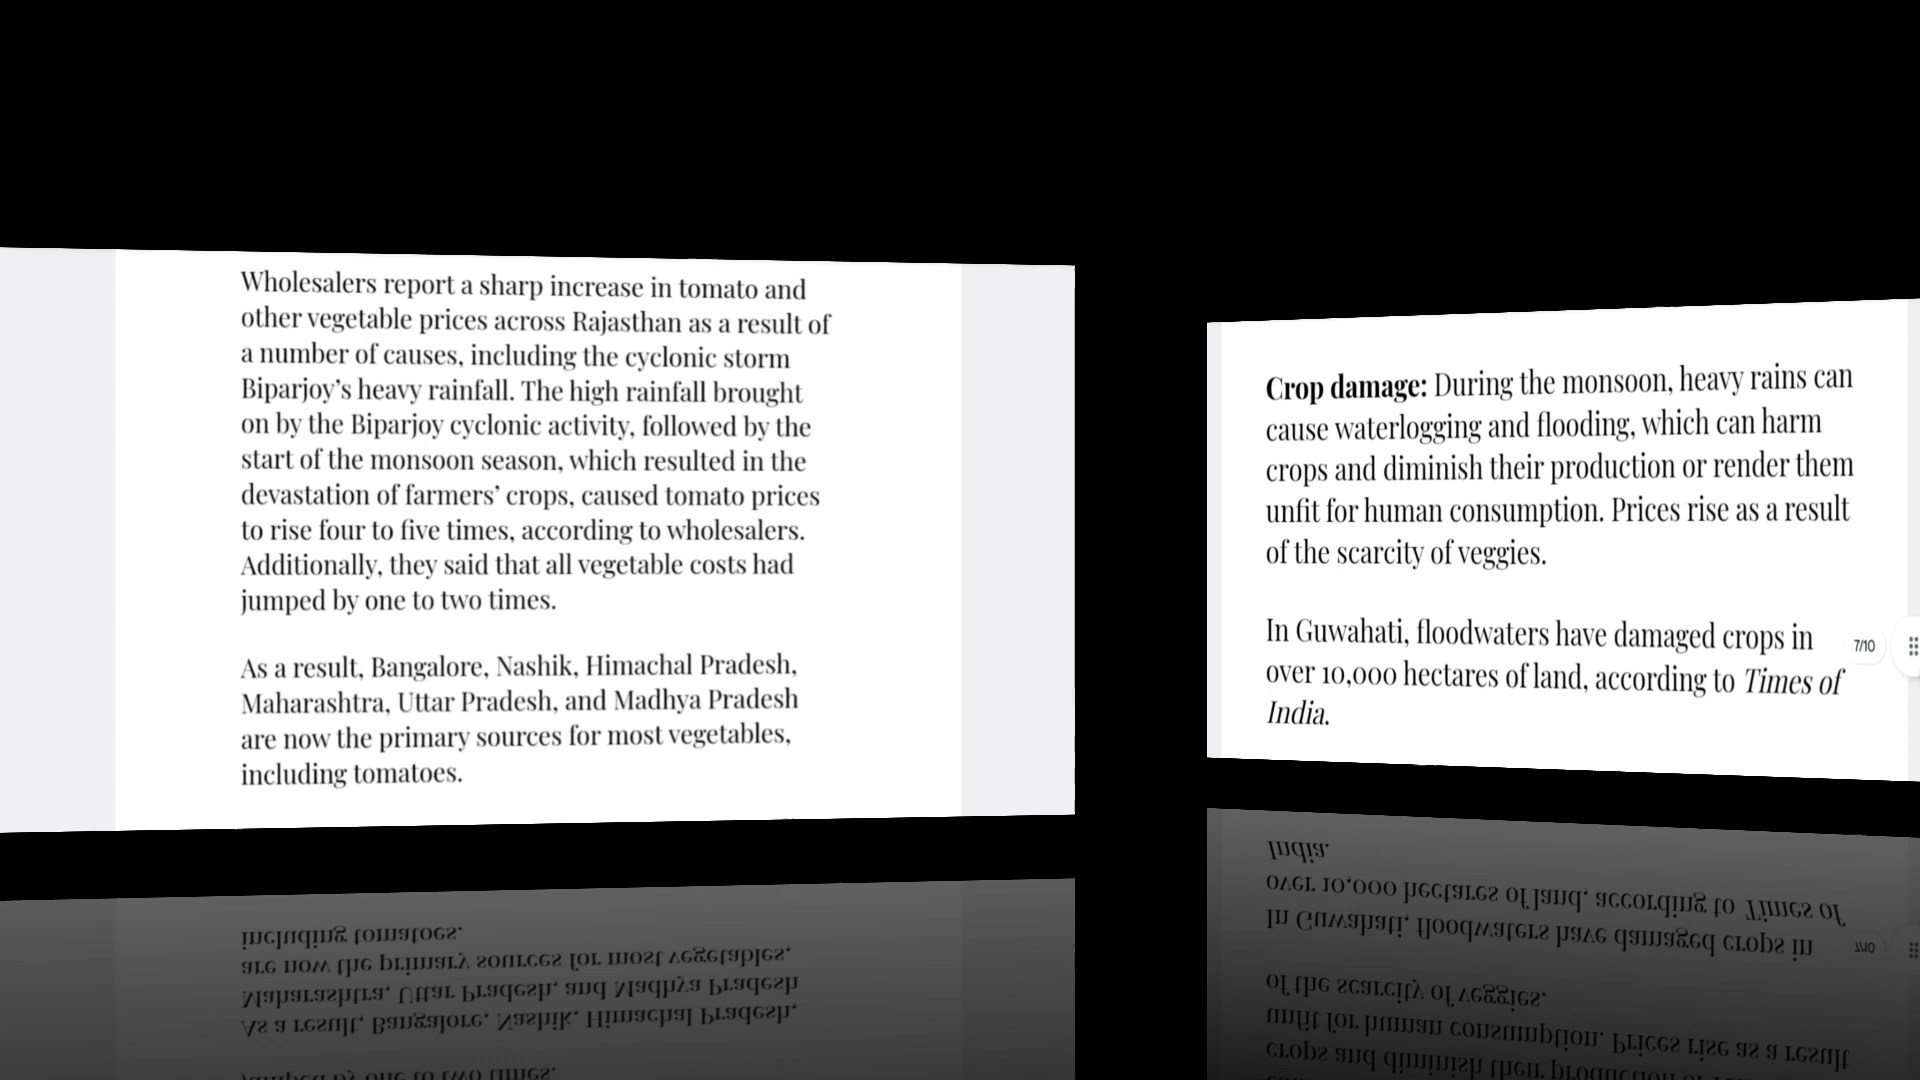 Wholesalers report a sharp increase in tomato and
other vegetable prices across Rajasthan as a result of
a number of causes, including the cyclonic storm
Biparjoy’s heavy rainfall. The high rainfall brought
on by the Biparjoy cyclonic activity, followed by the
start of the monsoon season, which resulted in the
devastation of farmers’ crops, caused tomato prices
to rise four to five times, according to wholesalers.
Additionally, they said that all vegetable costs had
jumped by one to two times.
As a result, Bangalore, Nashik, Himachal Pradesh,
Maharashtra, Uttar Pradesh, and Madhya Pradesh
are now the primary sources for most vegetables,
including tomatoes.
Crop damage: During the monsoon, heavy rains can
cause waterlogging and flooding, which can harm
crops and diminish their production or render them
unfit for human consumption. Prices rise as a result
of the scarcity of veggies.
In Guwahati, floodwaters have damaged crops in
over 10,000 hectares of land, according to Times of
India.
7/10